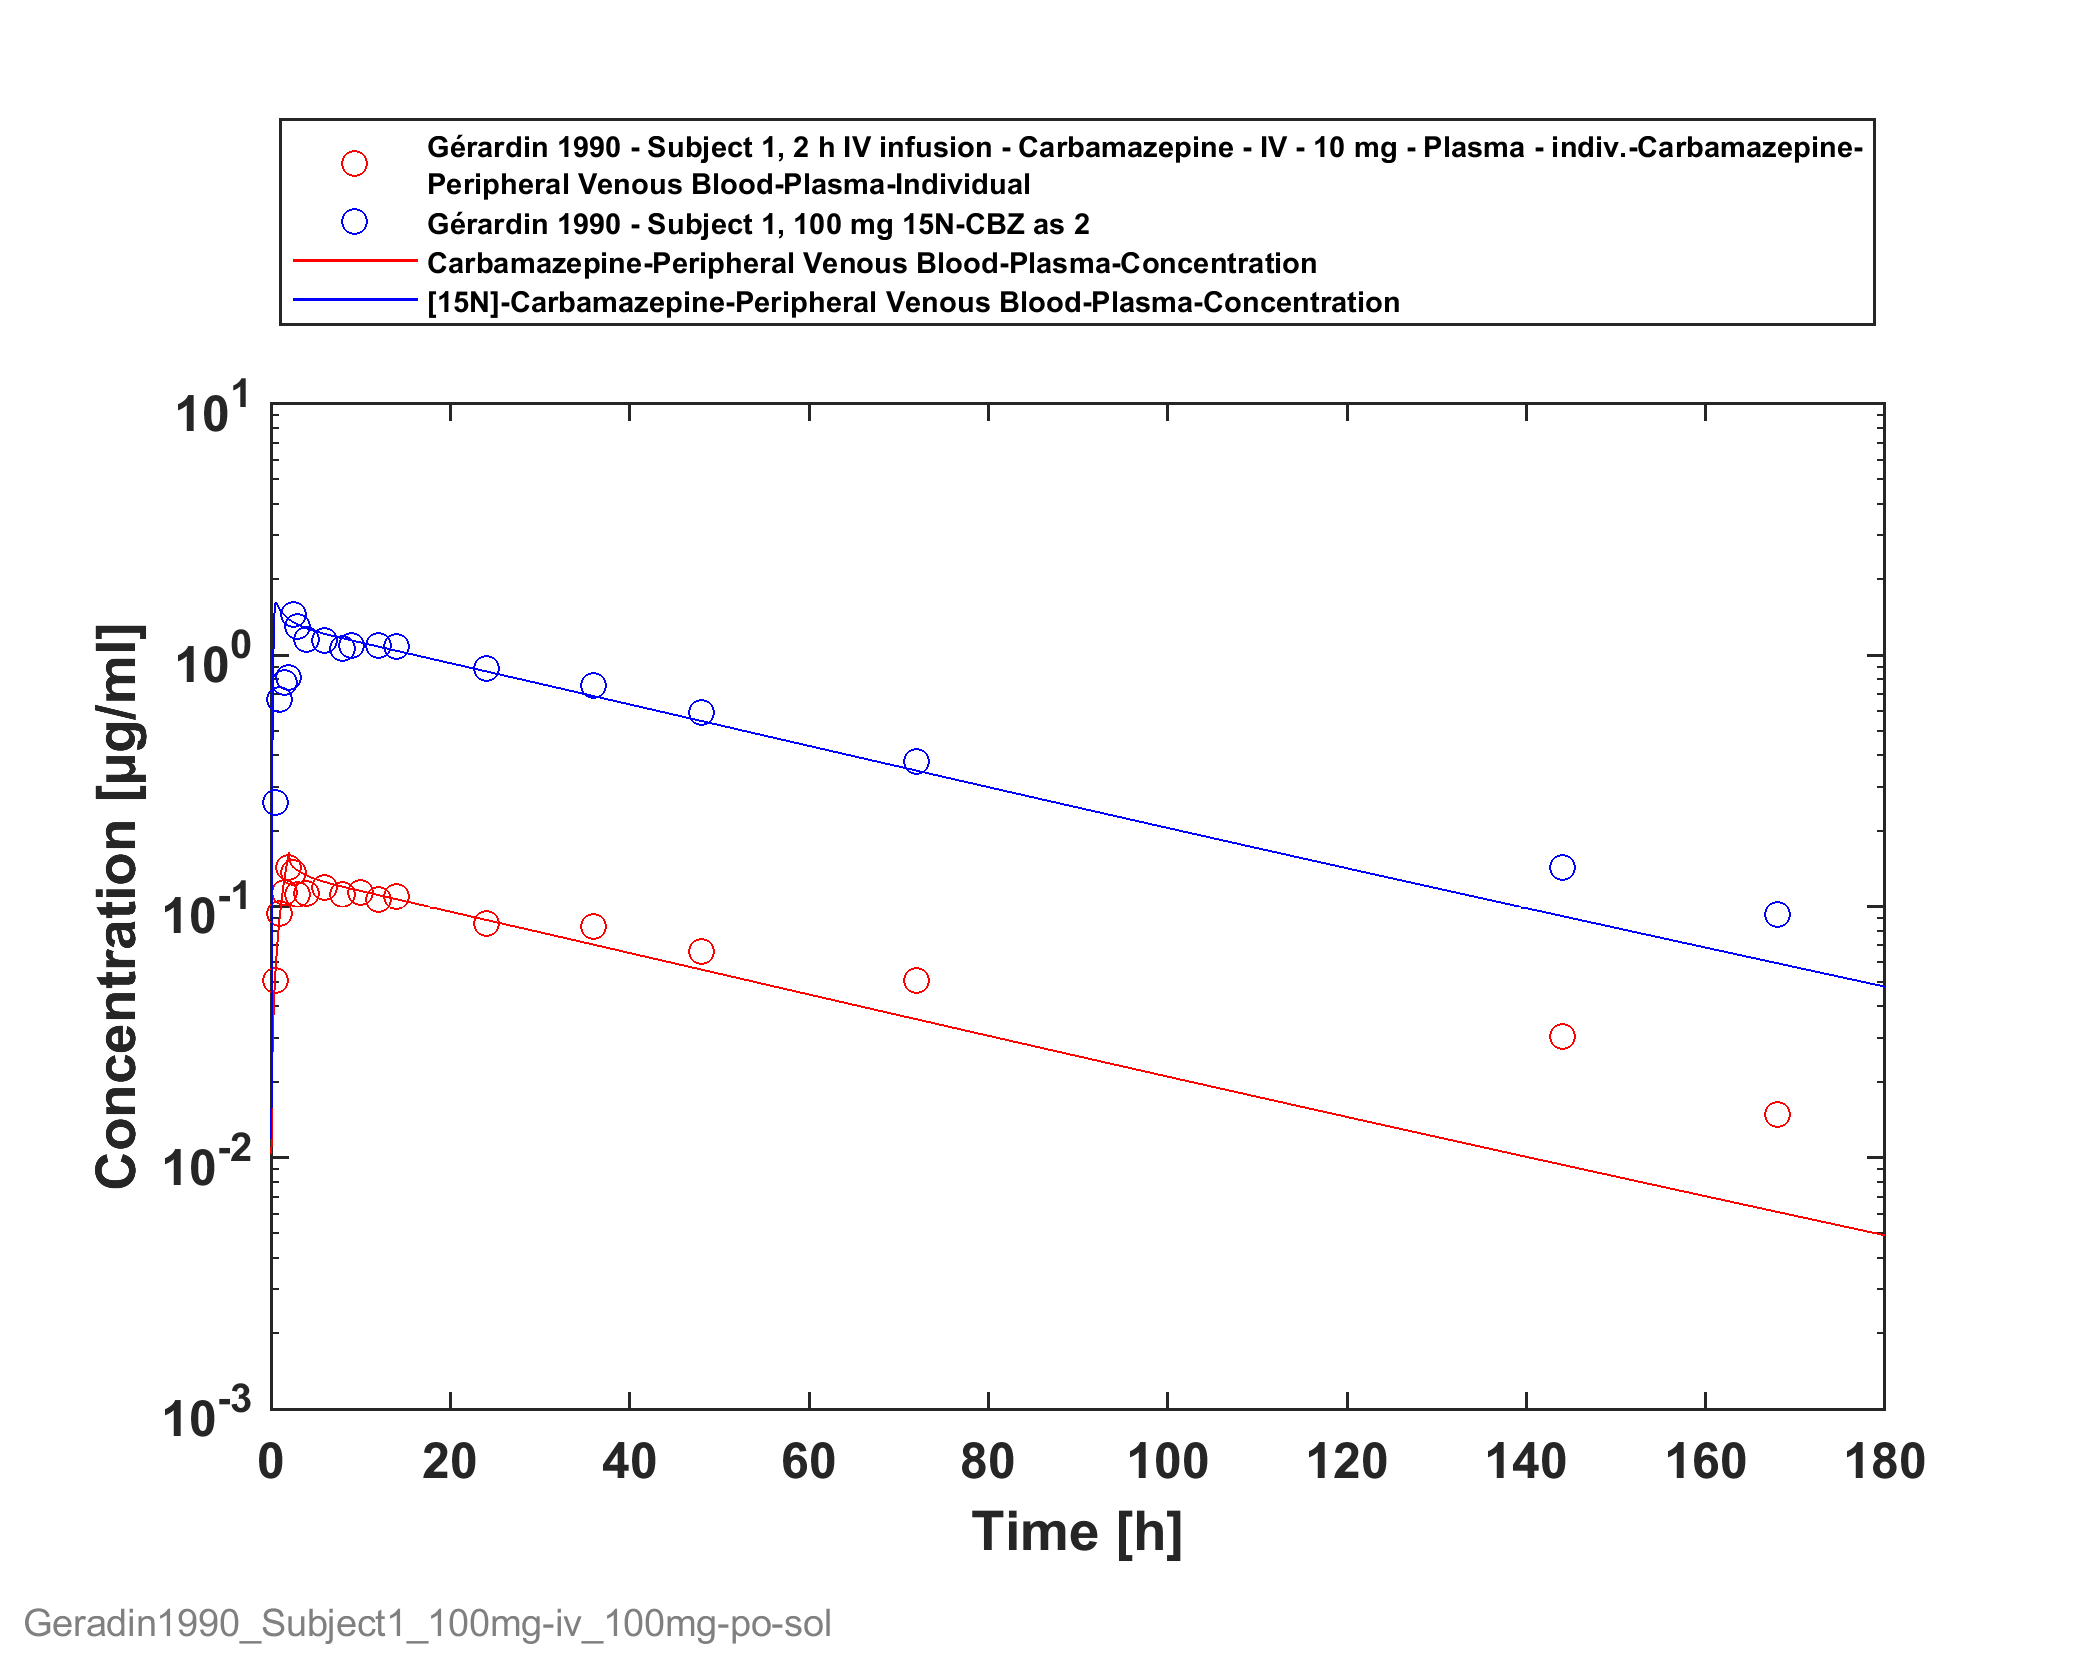 Gérardin 1990 - Subject 1, 2 h IV infusion - Carbamazepine - IV - 10 mg - Plasma - indiv.-Carbamazepine-
Peripheral Venous Blood-Plasma-Individual
Gérardin 1990 - Subject 1, 100 mg 15N-CBZ as 2
Carbamazepine-Peripheral Venous Blood-Plasma-Concentration
[15N]-Carbamazepine-Peripheral Venous Blood-Plasma-Concentration
10^1
10^0
10^-1
10^-2
10^-3
Concentration [µg/ml]
0 20 40 60 80 100 120 140 160 180
Time [h]
Geradin1990_Subject1_100mg-iv_100mg-po-sol